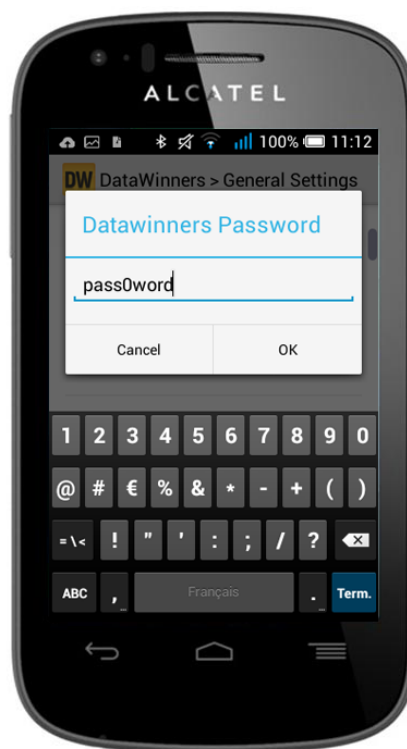 ALCATEL
100% 11:12
DW DataWinners > General Settings
Datawinners Password
pass0word
Cancel OK
1 2 3 4 5 6 7 8 9 0
@ # € % & * - + ( )
= \ < ! " ' : ; / ?
ABC , Français . Term.